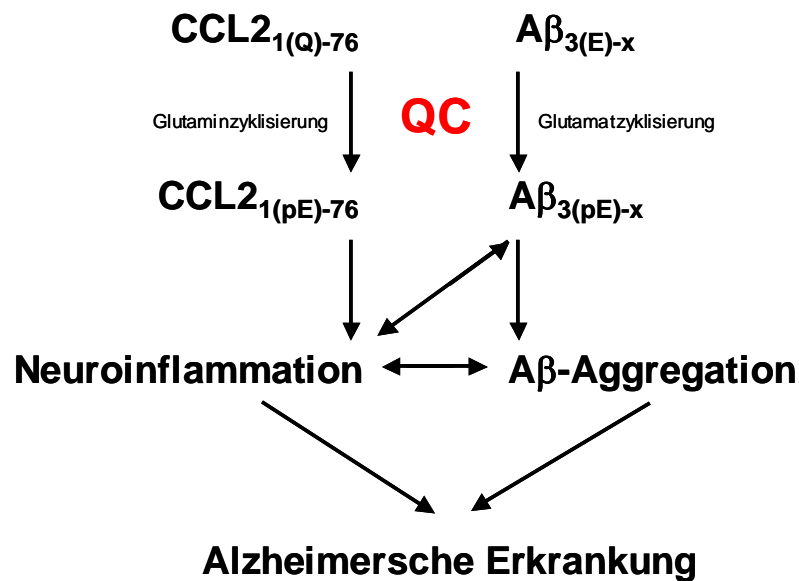 CCL2₁(Q)-₇₆ Aβ₃(E)-x
Glutaminzyklisierung QC Glutamatzyklisierung
CCL2₁(pE)-₇₆ Aβ₃(pE)-x
Neuroinflammation Aβ-Aggregation
Alzheimersche Erkrankung